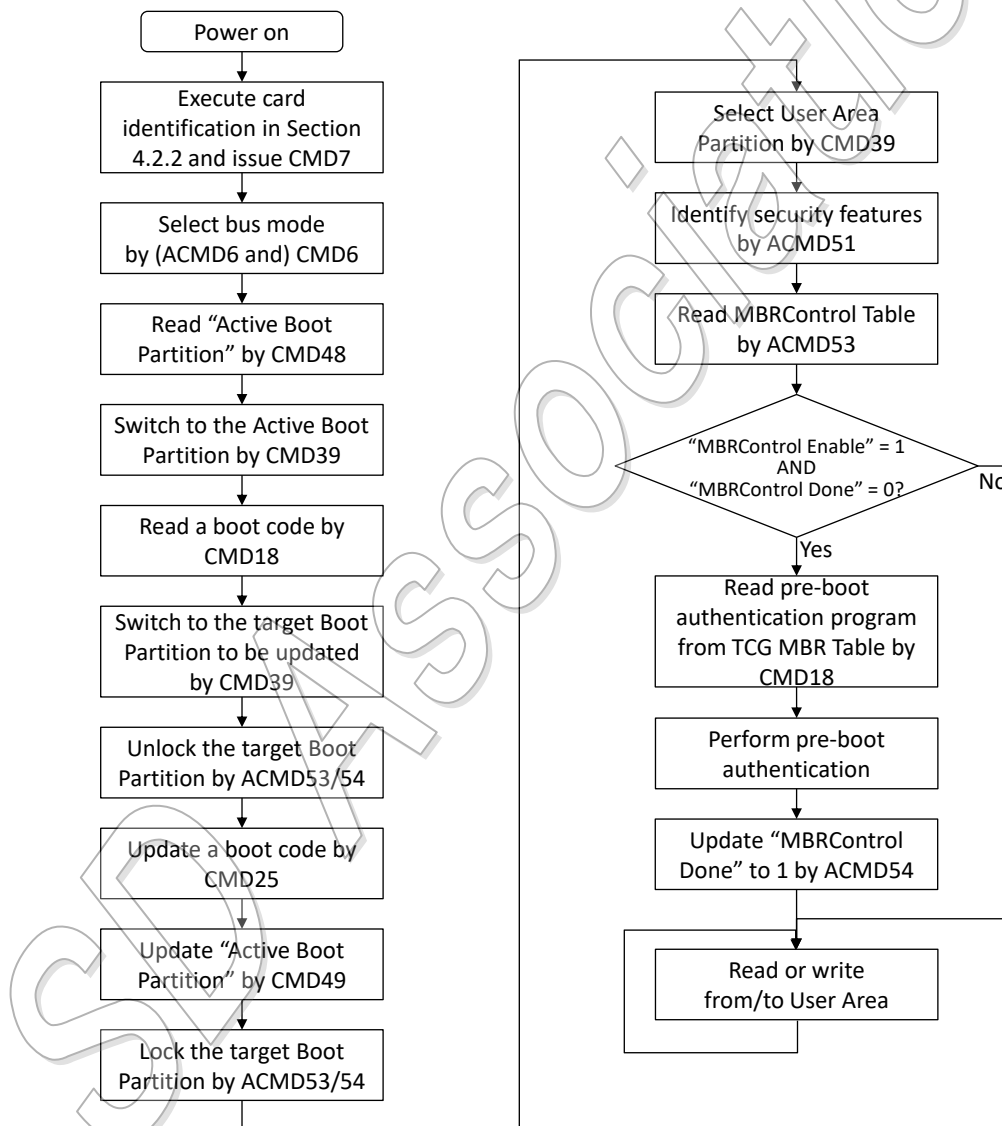 Power on
Execute card
identification in Section
4.2.2 and issue CMD7
Select bus mode
by (ACMD6 and) CMD6
Read “Active Boot
Partition” by CMD48
Switch to the Active Boot
Partition by CMD39
Read a boot code by
CMD18
Switch to the target Boot
Partition to be updated
by CMD39
Unlock the target Boot
Partition by ACMD53/54
Update a boot code by
CMD25
Update “Active Boot
Partition” by CMD49
Lock the target Boot
Partition by ACMD53/54
Select User Area
Partition by CMD39
Identify security features
by ACMD51
Read MBRControl Table
by ACMD53
“MBRControl Enable” = 1
AND
“MBRControl Done” = 0?
No
Yes
Read pre-boot
authentication program
from TCG MBR Table by
CMD18
Perform pre-boot
authentication
Update “MBRControl
Done” to 1 by ACMD54
Read or write
from/to User Area
SD Associatio